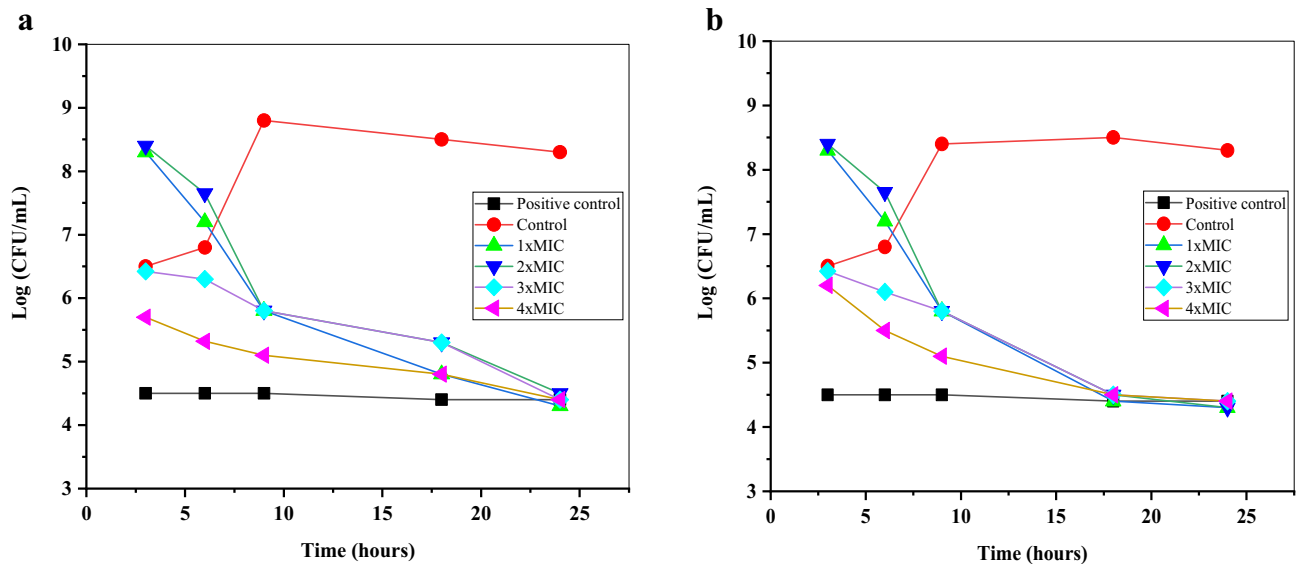 a
10
9
8
7
6
5
4
3
0
5
10
15
20
25
Log (CFU/mL)
Time (hours)
Positive control
Control
1xMIC
2xMIC
3xMIC
4xMIC
b
10
9
8
7
6
5
4
3
0
5
10
15
20
25
Log (CFU/mL)
Time (hours)
Positive control
Control
1xMIC
2xMIC
3xMIC
4xMIC